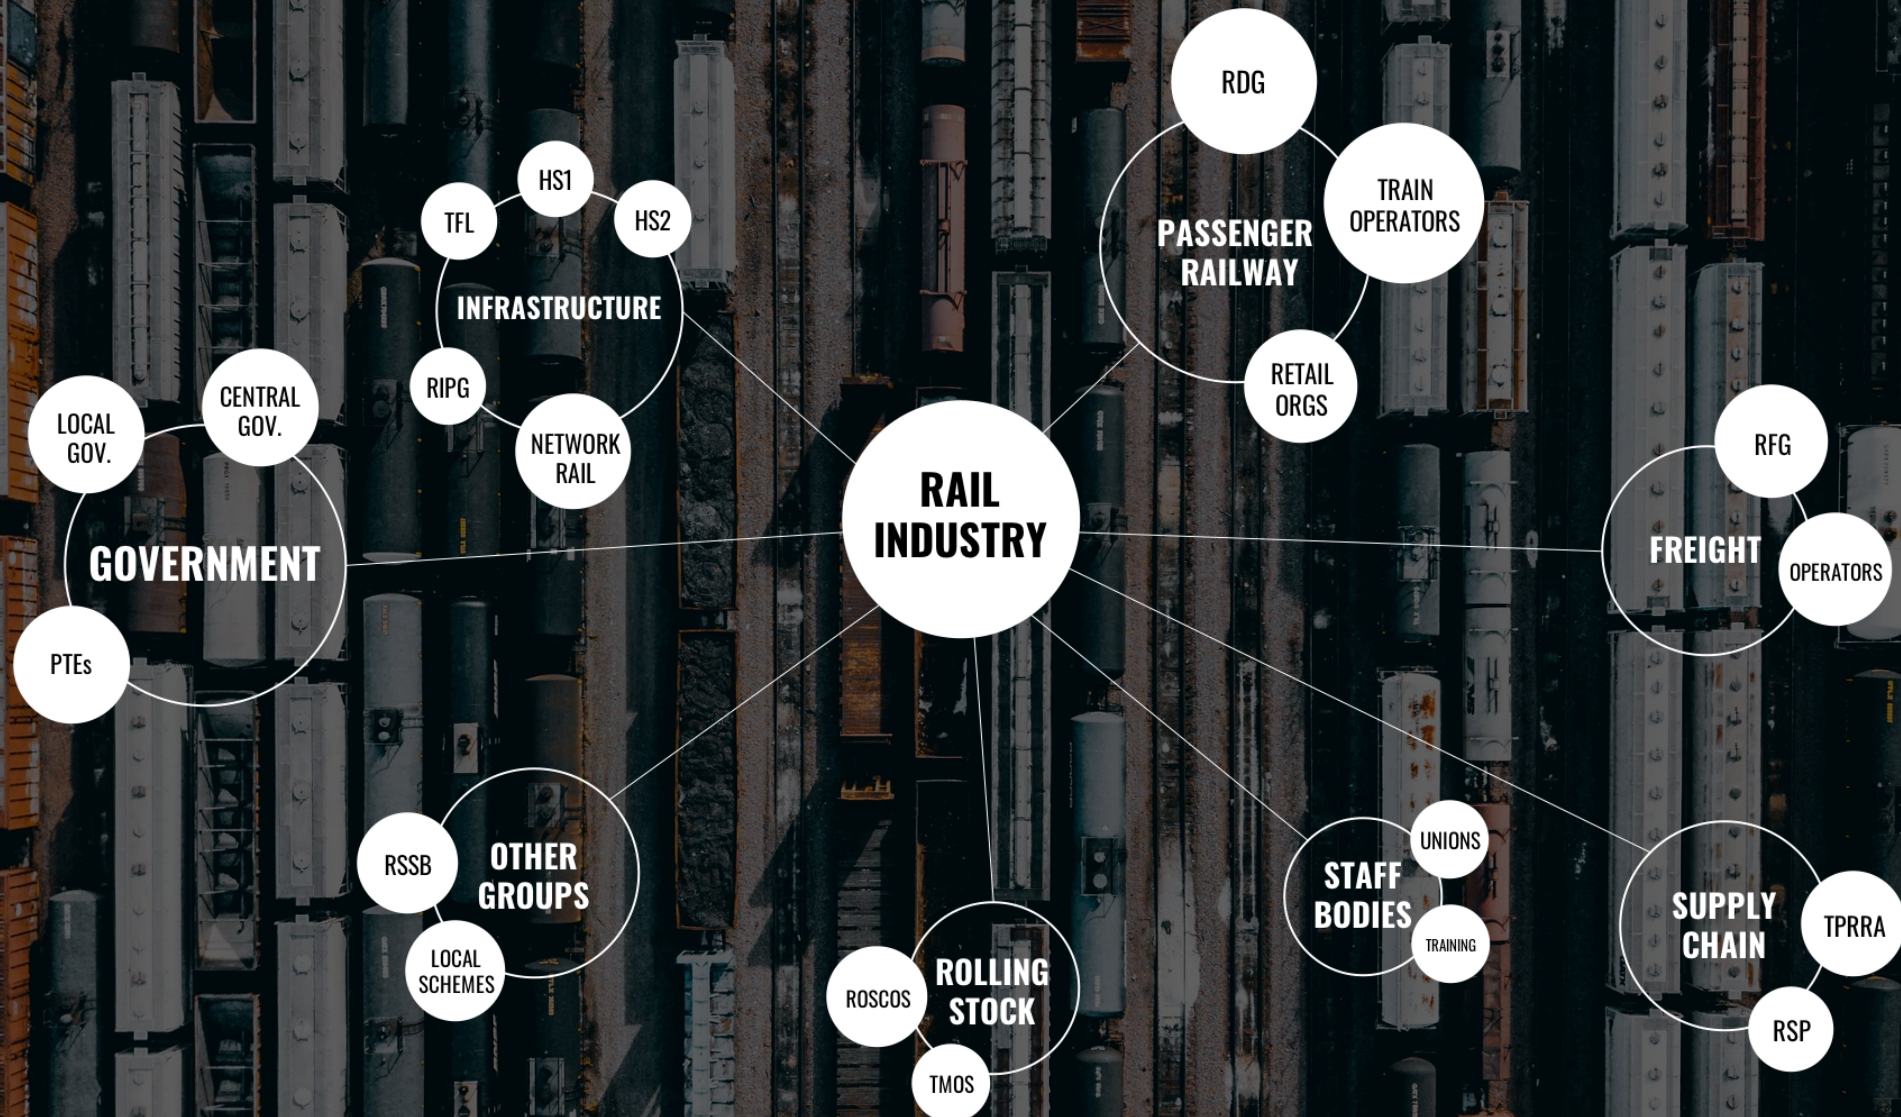 RDG
TRAIN
OPERATORS
PASSENGER
RAILWAY
RETAIL
ORGS
HS1
TFL
HS2
INFRASTRUCTURE
RIPG
NETWORK
RAIL
LOCAL
GOV.
CENTRAL
GOV.
GOVERNMENT
PTEs
RAIL
INDUSTRY
RFG
FREIGHT
OPERATORS
RSSB
OTHER
GROUPS
LOCAL
SCHEMES
ROSCOS
ROLLING
STOCK
TMOS
UNIONS
STAFF
BODIES
TRAINING
SUPPLY
CHAIN
TPRRA
RSP